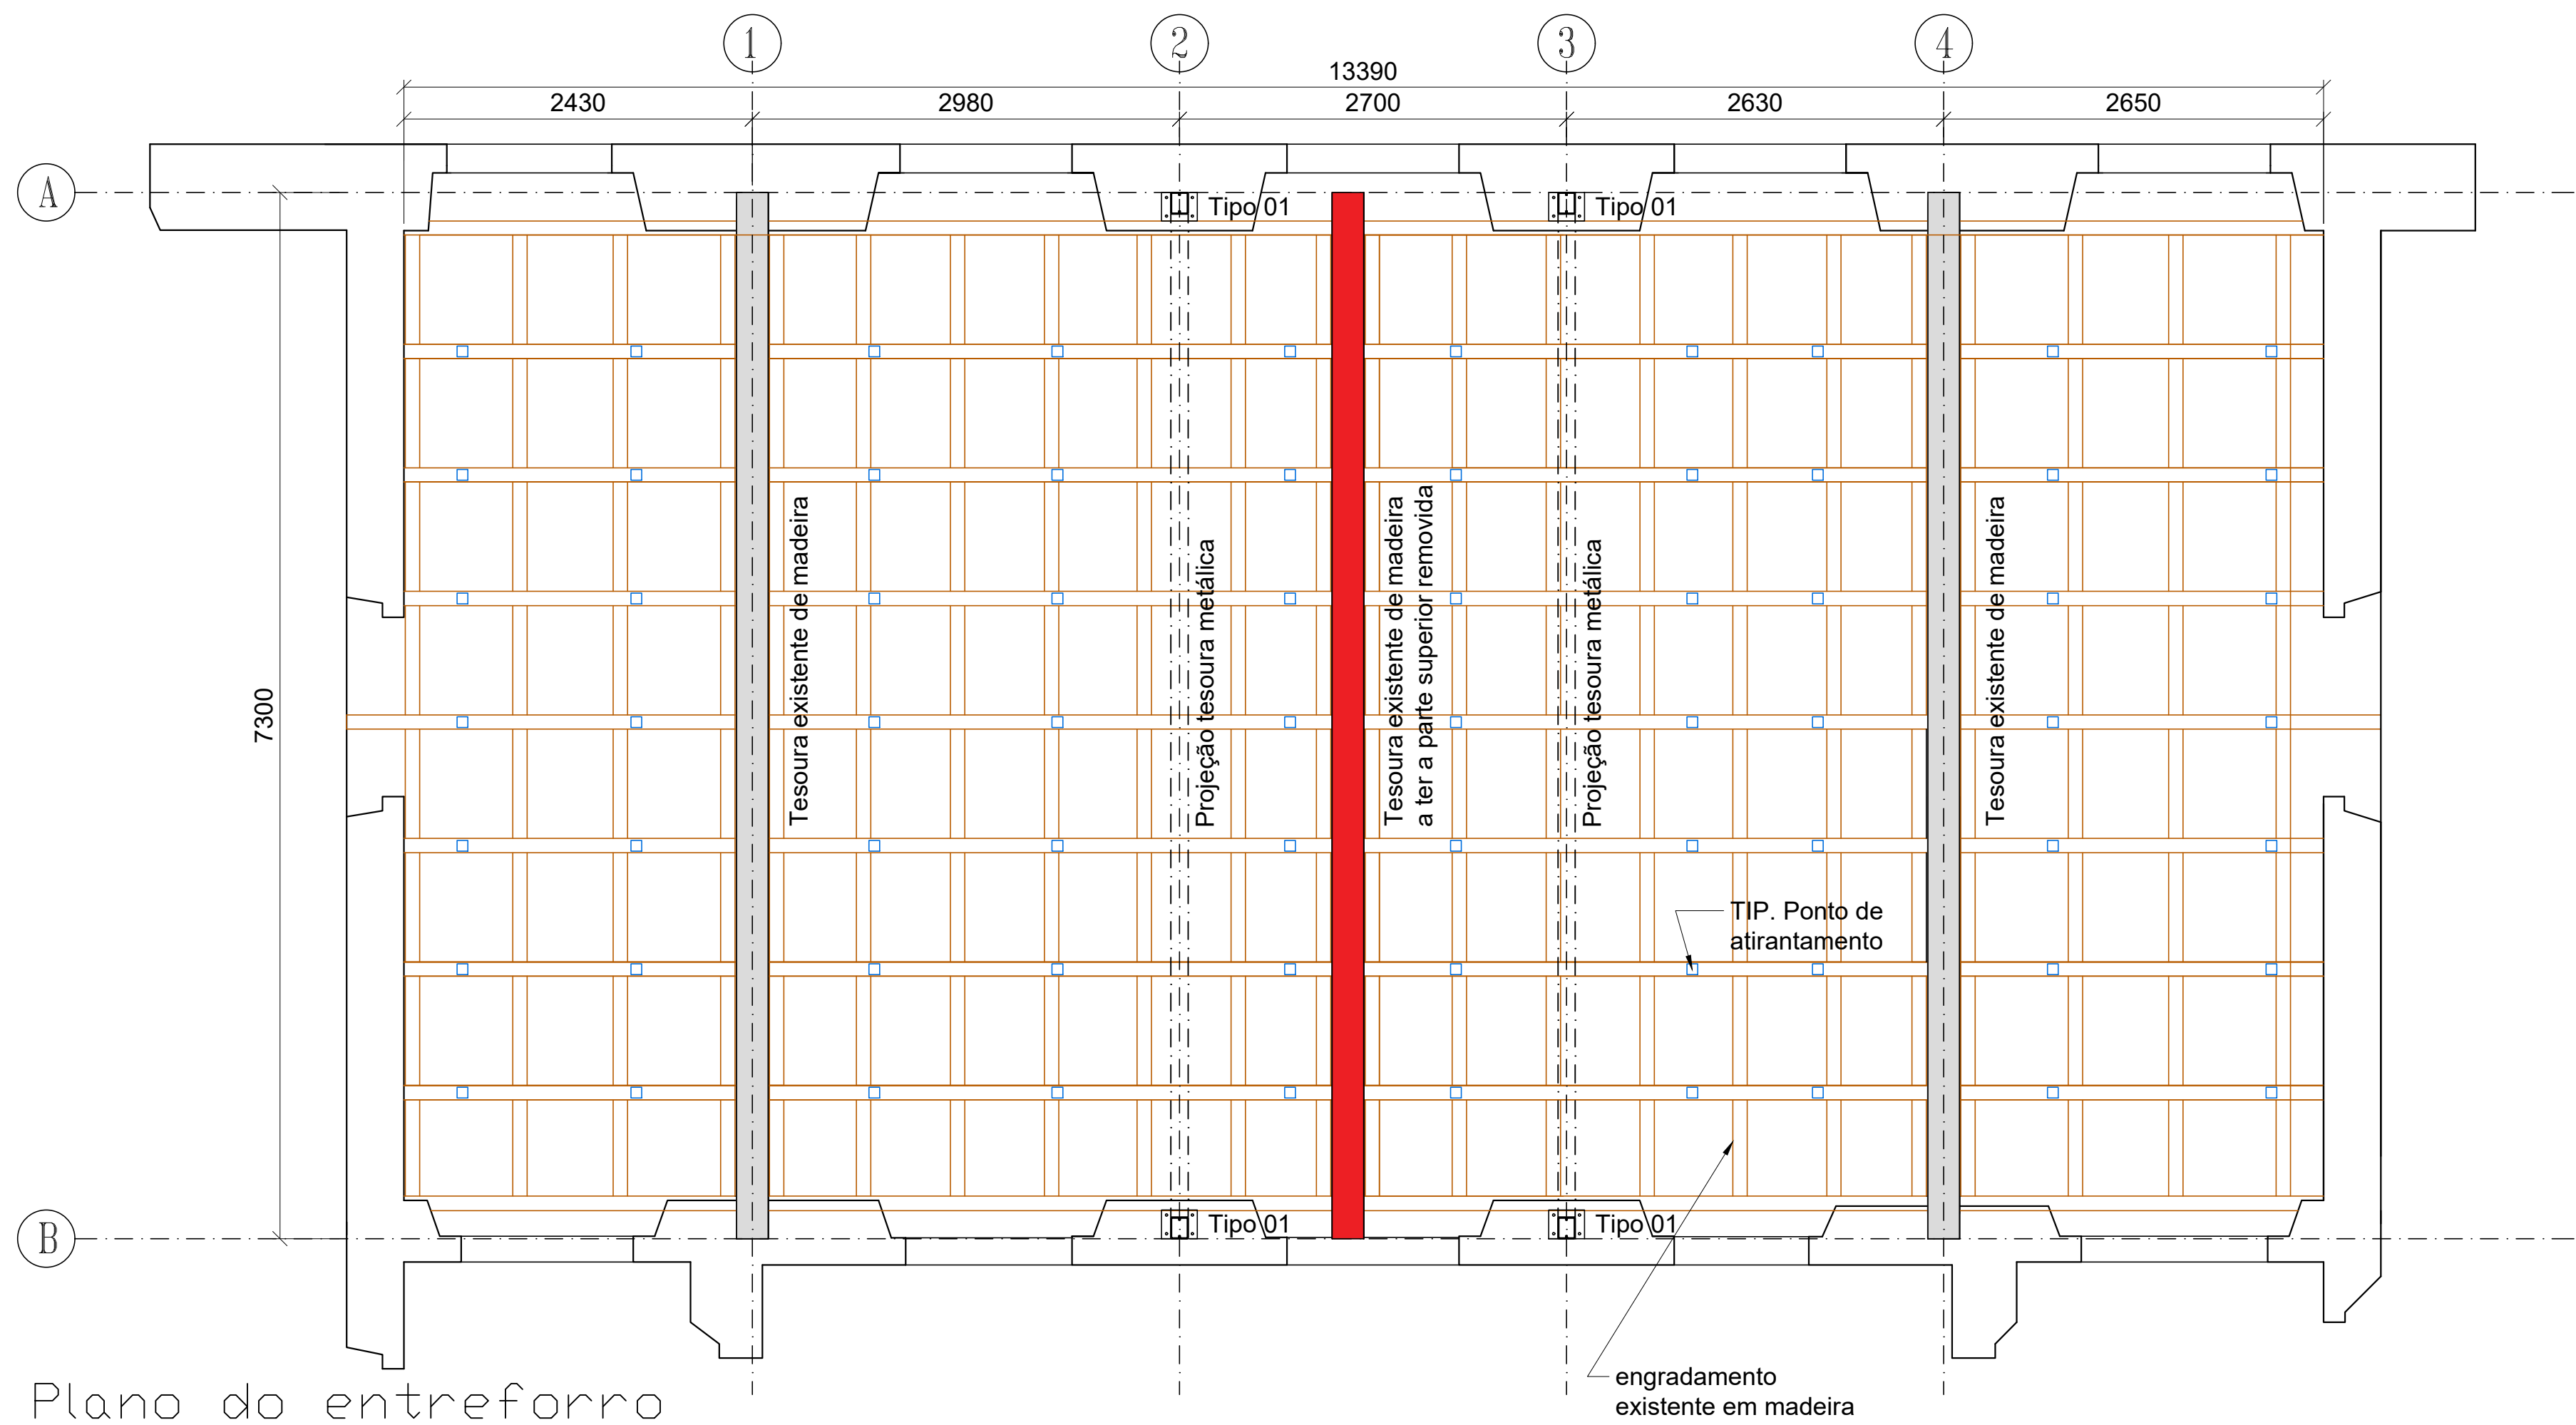 1
2
3
4
13390
2430
2980
2700
2630
2650
A
Tipo 01
Tipo 01
Tesoura existente de madeira
Projeção tesoura metálica
Tesoura existente de madeira
a ter a parte superior removida
Projeção tesoura metálica
Tesoura existente de madeira
7300
TIP. Ponto de
atirantamento
B
Tipo 01
Tipo 01
engradamento
existente em madeira
Plano do entreforro